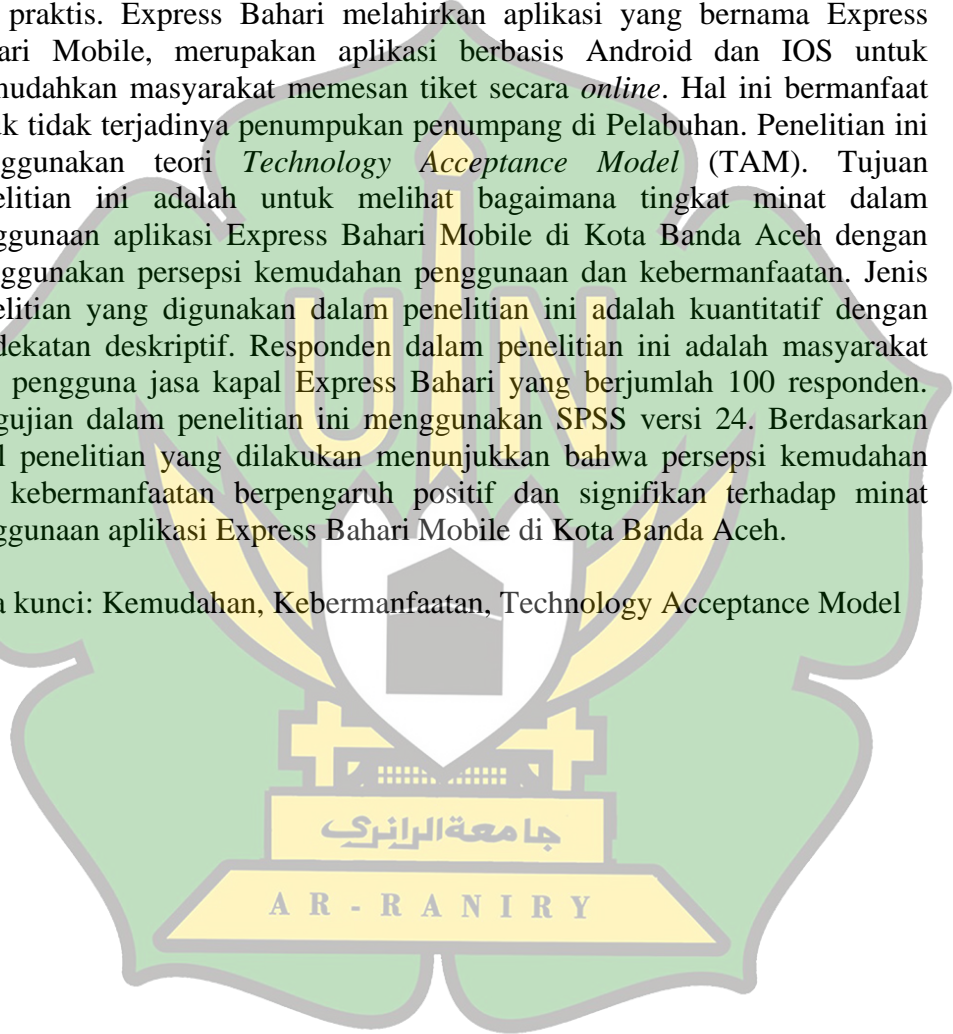 praktis. Express Bahari melahirkan aplikasi yang bernama Express
ari Mobile, merupakan aplikasi berbasis Android dan IOS untuk
mudahkan masyarakat memesan tiket secara online. Hal ini bermanfaat
uk tidak terjadinya penumpukan penumpang di Pelabuhan. Penelitian ini
ggunakan teori Technology Acceptance Model (TAM). Tujuan
elitian ini adalah untuk melihat bagaimana tingkat minat dalam
ggunaan aplikasi Express Bahari Mobile di Kota Banda Aceh dengan
ggunakan persepsi kemudahan penggunaan dan kebermanfaatan. Jenis
elitian yang digunakan dalam penelitian ini adalah kuantitatif dengan
dekatan deskriptif. Responden dalam penelitian ini adalah masyarakat
pengguna jasa kapal Express Bahari yang berjumlah 100 responden.
gujian dalam penelitian ini menggunakan SPSS versi 24. Berdasarkan
l penelitian yang dilakukan menunjukkan bahwa persepsi kemudahan
kebermanfaatan berpengaruh positif dan signifikan terhadap minat
ggunaan aplikasi Express Bahari Mobile di Kota Banda Aceh.
a kunci: Kemudahan, Kebermanfaatan, Technology Acceptance Model
UIN
جامعة الرانري
AR-RANIRY